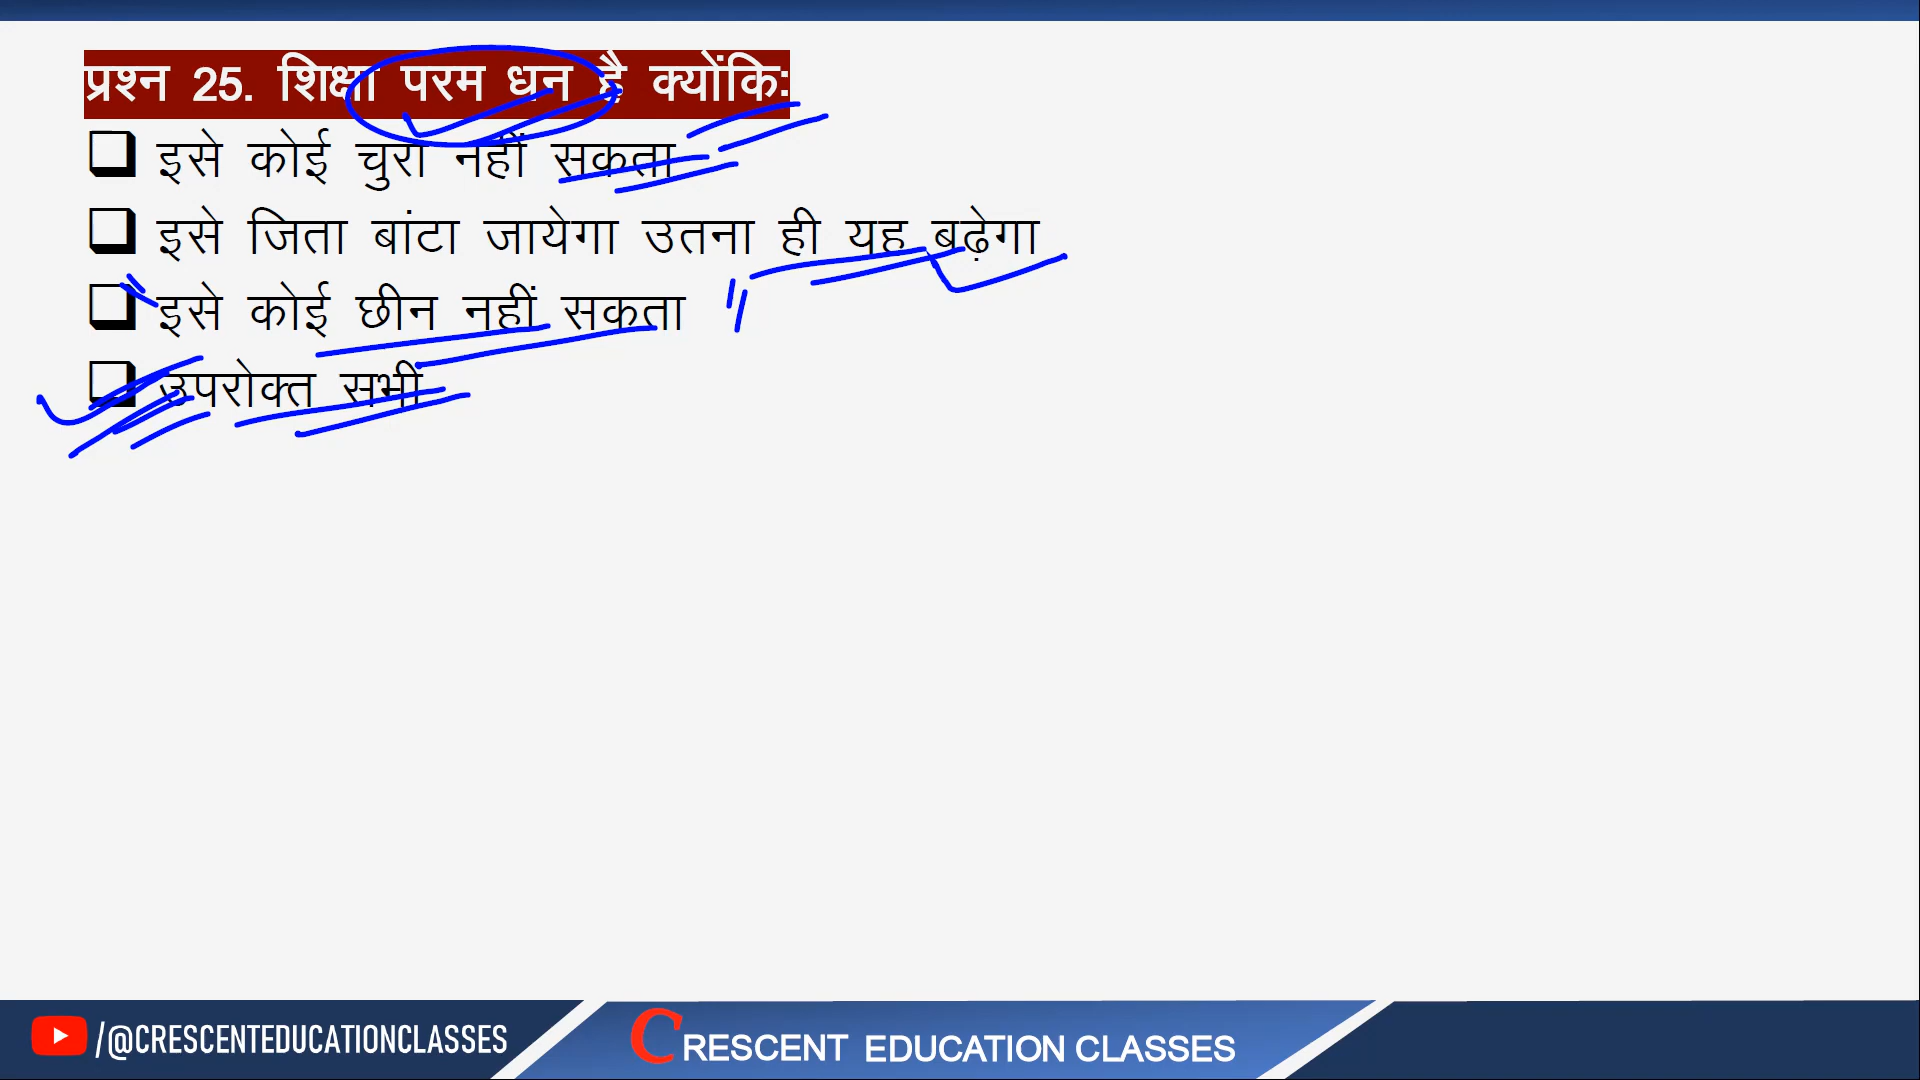 प्रश्न 25. शिक्षा परम धन है क्योंकि:
❑ इसे कोई चुरा नहीं सकता
❑ इसे जिता बांटा जायेगा उतना ही यह बढ़ेगा
❑ इसे कोई छीन नहीं सकता
❑ उपरोक्त सभी
/@CRESCENTEDUCATIONCLASSES
CRESCENT EDUCATION CLASSES